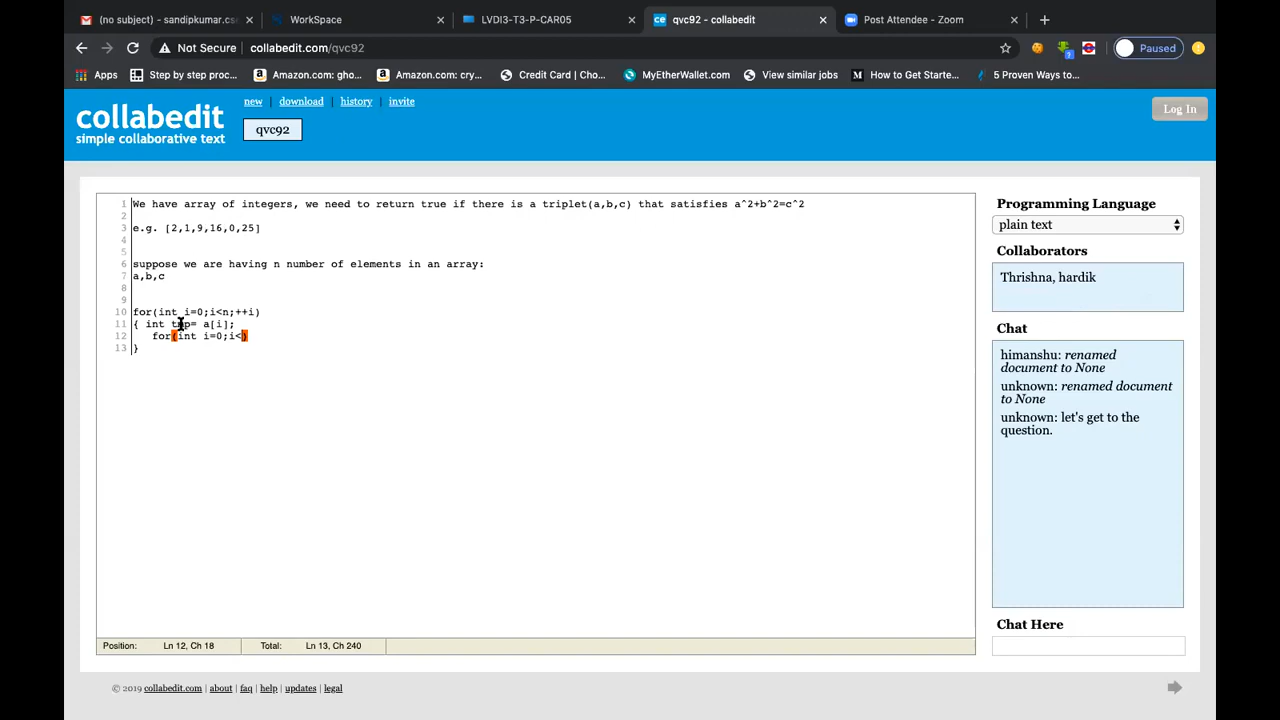 (no subject) - sandipkumar.cs
WorkSpace
LVDI3-T3-P-CAR05
ce qvc92 - collabedit
Post Attendee - Zoom
Not Secure collabedit.com/qvc92
Paused
Apps
Step by step proc...
Amazon.com: gho...
Amazon.com: cry...
Credit Card | Cho...
MyEtherWallet.com
View similar jobs
How to Get Starte...
5 Proven Ways to...
collabedit
simple collaborative text
new | download | history | invite
qvc92
Log In
1 We have array of integers, we need to return true if there is a triplet(a,b,c) that satisfies a^2+b^2=c^2
2
3 e.g. [2,1,9,16,0,25]
4
5
6 suppose we are having n number of elements in an array:
7 a,b,c
8
9
10 for(int i=0;i<n;++i)
11 { int = a[i];
12 for(int i=0;i<)
13 }
Position: Ln 12, Ch 18 Total: Ln 13, Ch 240
Programming Language
plain text
Collaborators
Thrishna, hardik
Chat
himanshu: renamed
document to None
unknown: renamed document
to None
unknown: let's get to the
question.
Chat Here
© 2019 collabedit.com | about | faq | help | updates | legal